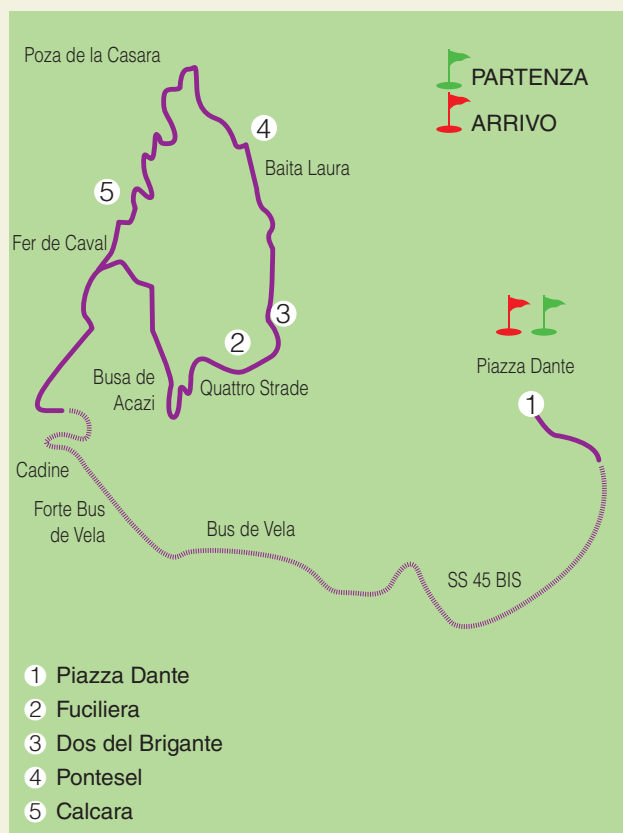 Poza de la Casara
PARTENZA
ARRIVO
4
Baita Laura
5
Fer de Caval
3
2
Busa de
Acazi
Quattro Strade
Piazza Dante
1
Cadine
Forte Bus
de Vela
Bus de Vela
SS 45 BIS
1 Piazza Dante
2 Fuciliera
3 Dos del Brigante
4 Pontesel
5 Calcara